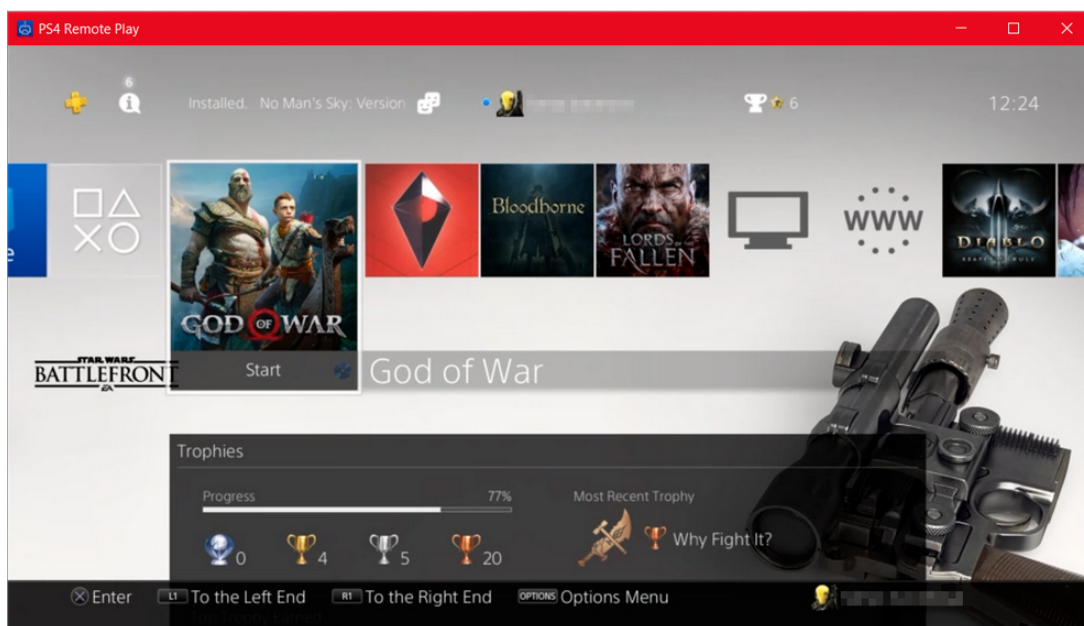 PS4 Remote Play
6
Installed. No Man's Sky: Version
6
12:24
e
Bloodborne
LORDS OF THE
FALLEN
WWW
DIABLO
GOD OF WAR
STAR WARS
BATTLEFRONT
EA
Start
God of War
Trophies
Progress
77%
Most Recent Trophy
0
4
5
20
Why Fight It?
Enter
L1 To the Left End
R1 To the Right End
OPTIONS Options Menu